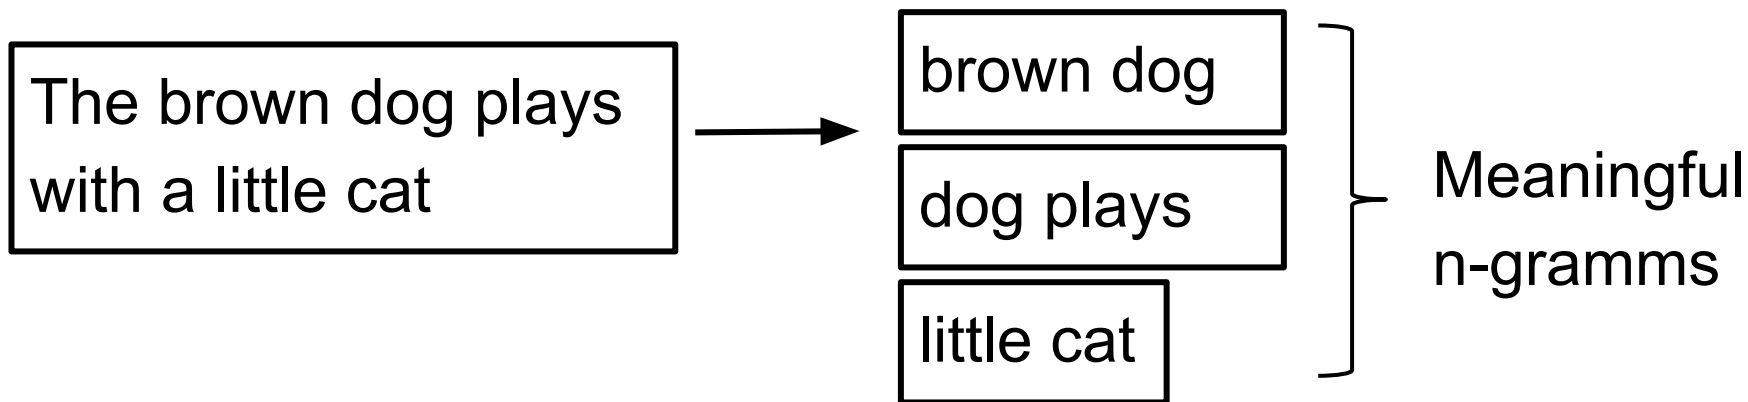 The brown dog plays
with a little cat
brown dog
dog plays
little cat
Meaningful
n-gramms